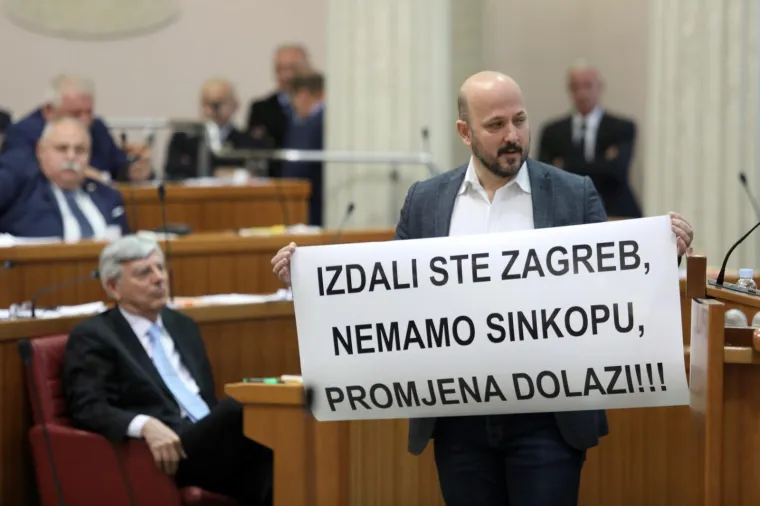 IZDALI STE ZAGREB,
NEMAMO SINKOPU,
PROMJENA DOLAZI!!!